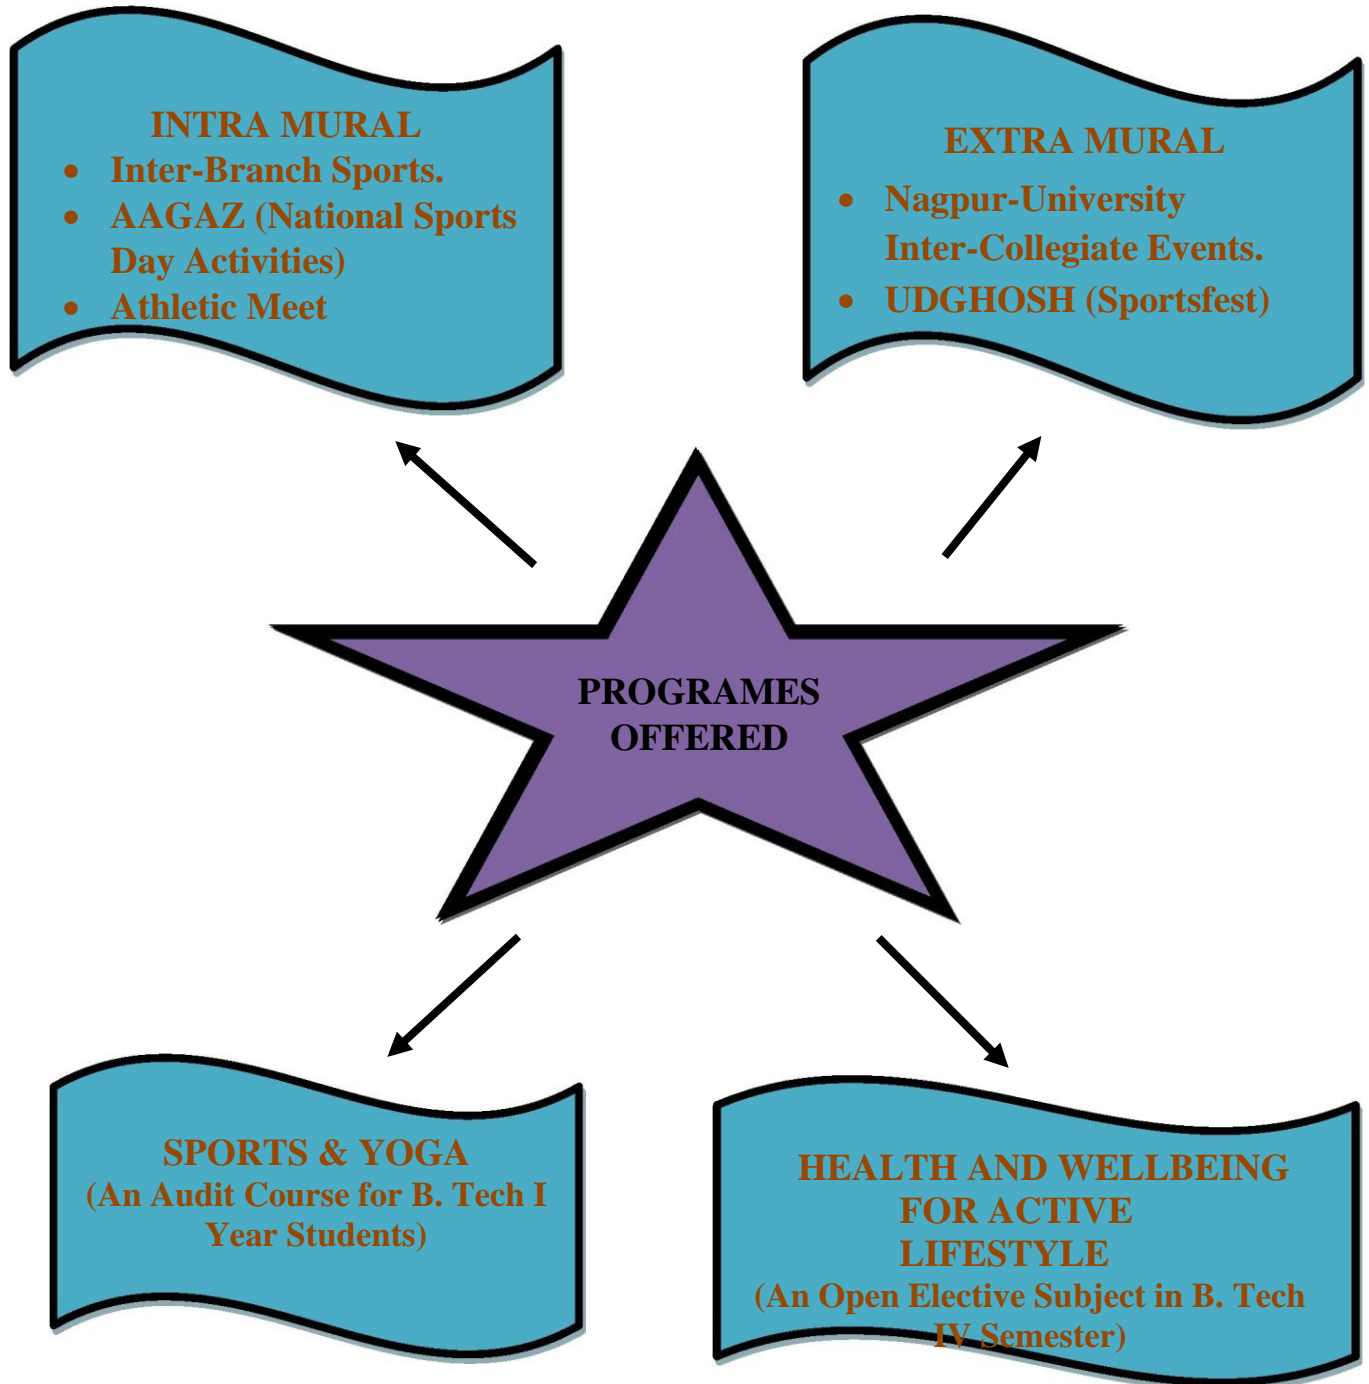 INTRA MURAL
• Inter-Branch Sports.
• AAGAZ (National Sports
Day Activities)
• Athletic Meet
EXTRA MURAL
• Nagpur-University
Inter-Collegiate Events.
• UDGHOSH (Sportsfest)
PROGRAMES
OFFERED
SPORTS & YOGA
(An Audit Course for B. Tech I
Year Students)
HEALTH AND WELLBEING
FOR ACTIVE
LIFESTYLE
(An Open Elective Subject in B. Tech
IV Semester)